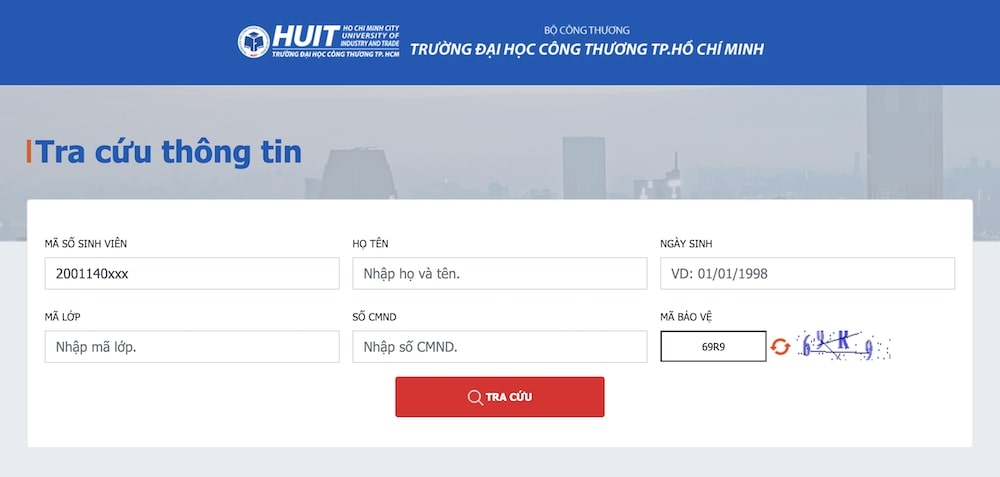 HUIT
HO CHI MINH CITY
UNIVERSITY OF
INDUSTRY AND TRADE
TRƯỜNG ĐẠI HỌC CÔNG THƯƠNG TP. HCM
BỘ CÔNG THƯƠNG
TRƯỜNG ĐẠI HỌC CÔNG THƯƠNG TP.HỒ CHÍ MINH
Tra cứu thông tin
MÃ SỐ SINH VIÊN HỌ TÊN NGÀY SINH
2001140xxx Nhập họ và tên. VD: 01/01/1998
MÃ LỚP SỐ CMND MÃ BẢO VỆ
Nhập mã lớp. Nhập số CMND. 69R9 69R9
TRA CỨU